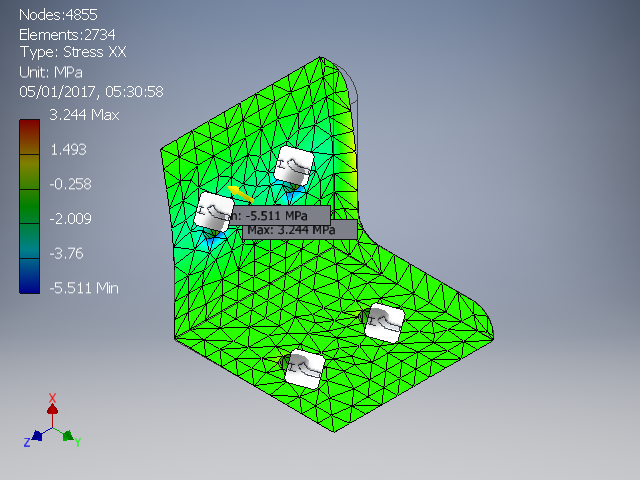 Nodes:4855
Elements:2734
Type: Stress XX
Unit: MPa
05/01/2017, 05:30:58
3.244 Max
1.493
-0.258
-2.009
-3.76
-5.511 Min
n: -5.511 MPa
Max: 3.244 MPa
X
Z
Y